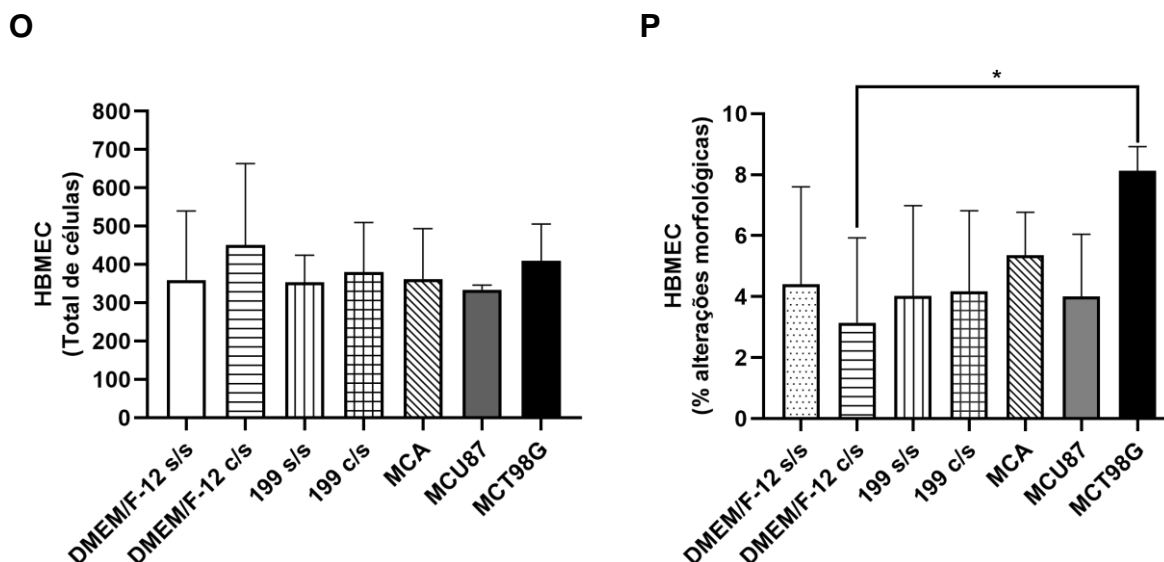 O
HBMEC
(Total de células)
800
700
600
500
400
300
200
100
0
DMEM/F-12 s/s
DMEM/F-12 c/s
199 s/s
199 c/s
MCA
MCU87
MCT98G
P
*
HBMEC
(% alterações morfológicas)
10
8
6
4
2
0
DMEM/F-12 s/s
DMEM/F-12 c/s
199 s/s
199 c/s
MCA
MCU87
MCT98G